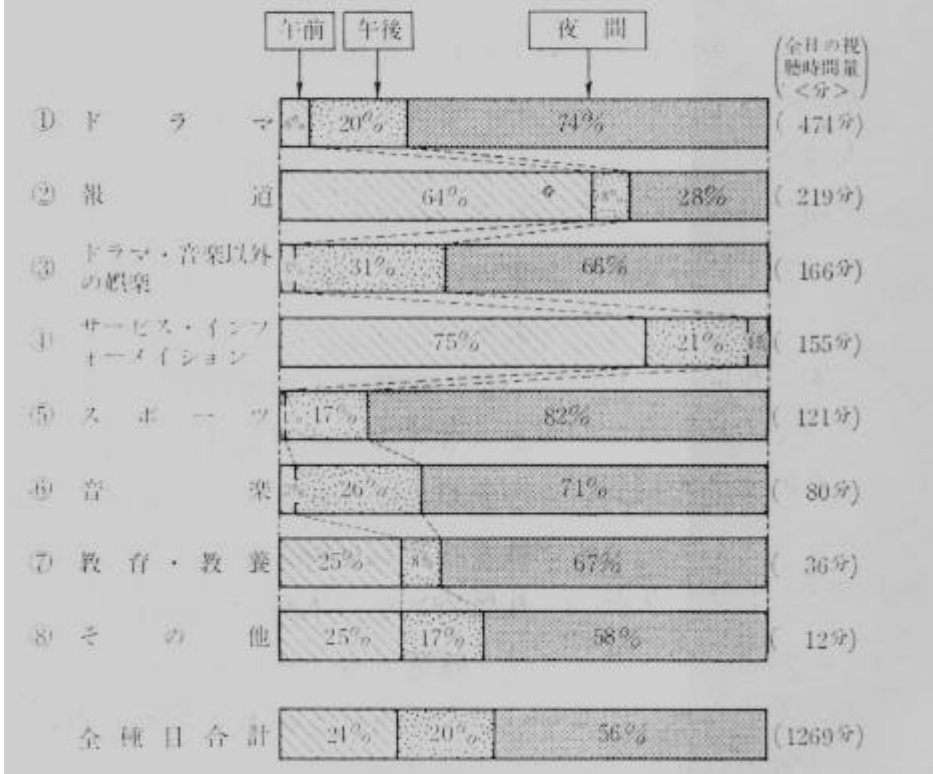 午前 午後 夜間
(全日の視
聴時間量
<分>)
① ドラマ 6% 20% 74% (474分)
② 報道 64% 8% 28% (219分)
③ ドラマ・音楽以外
の娯楽 31% 66% (166分)
④ サービス・インフ
ォーメイション 75% 21% (155分)
⑤ スポーツ 1% 17% 82% (121分)
⑥ 音楽 3% 26% 71% (80分)
⑦ 教育・教養 25% 8% 67% (36分)
⑧ その他 25% 17% 58% (12分)
全種目合計 20% 56% (1269分)